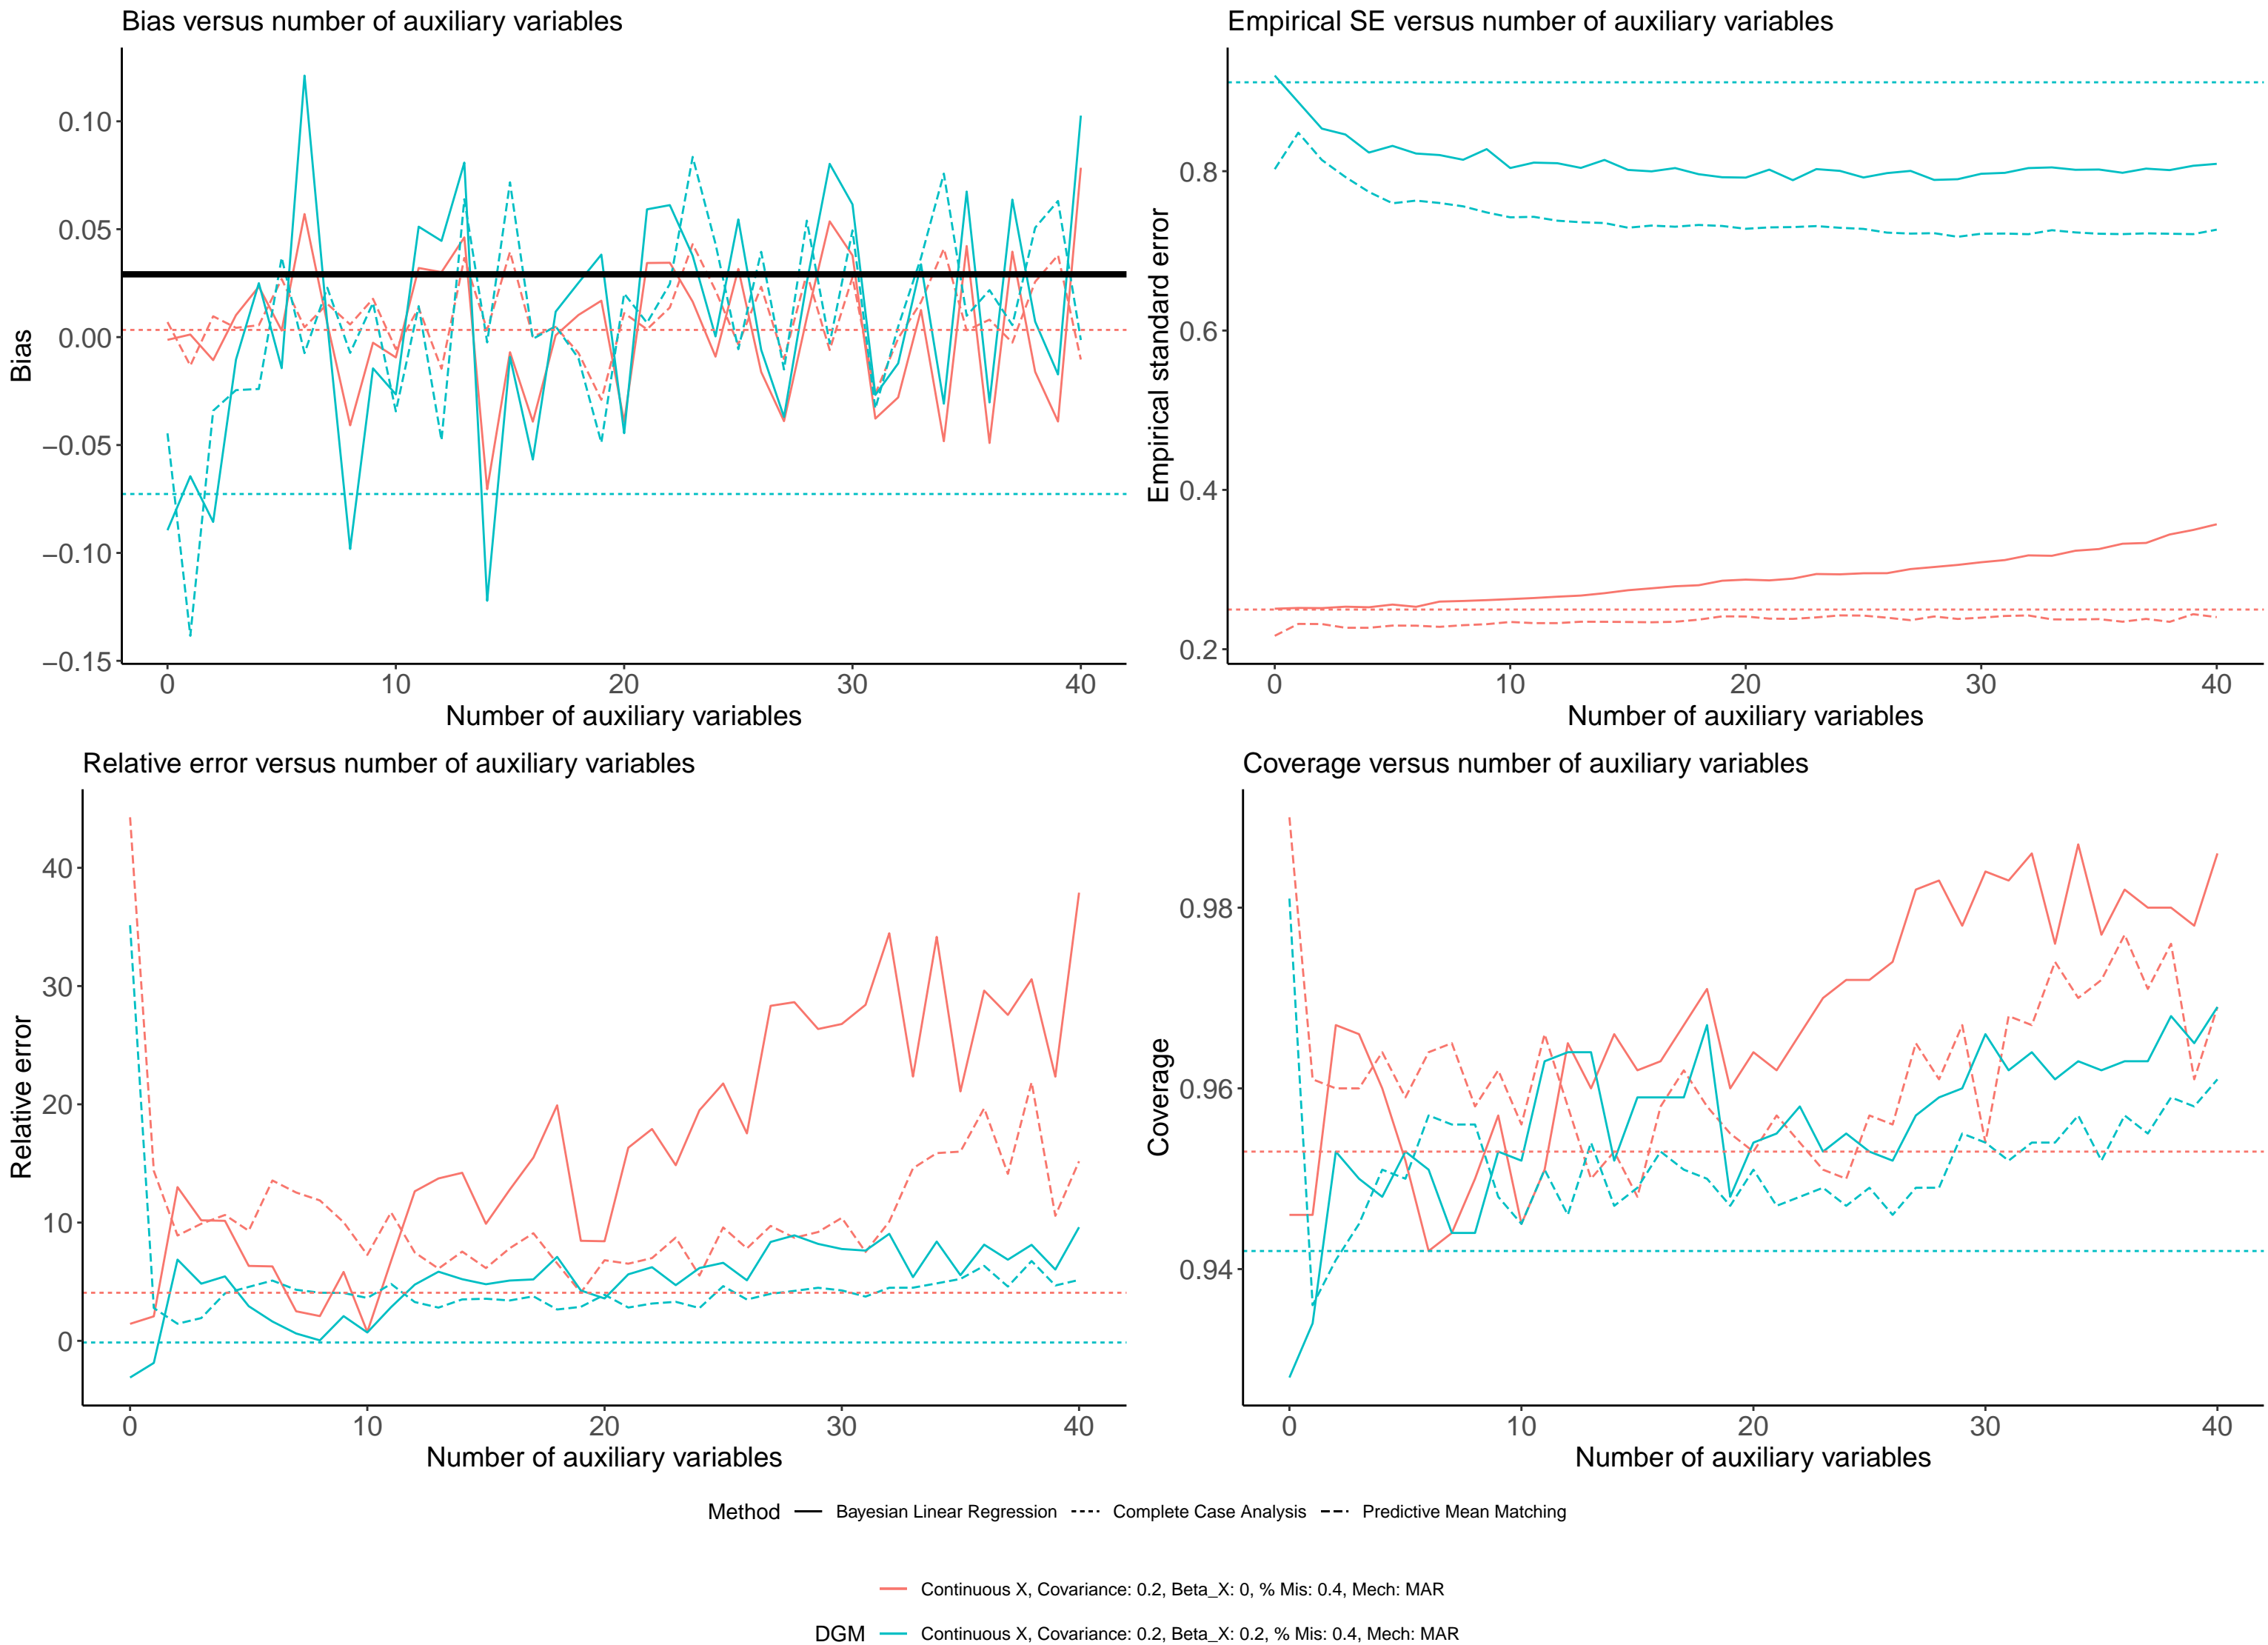 Bias versus number of auxiliary variables
0.10
0.05
0.00
−0.05
−0.10
−0.15
Bias
0 10 20 30 40
Number of auxiliary variables
Empirical SE versus number of auxiliary variables
0.8
0.6
0.4
0.2
Empirical standard error
0 10 20 30 40
Number of auxiliary variables
Relative error versus number of auxiliary variables
40
30
20
10
0
Relative error
0 10 20 30 40
Number of auxiliary variables
Coverage versus number of auxiliary variables
0.98
0.96
0.94
Coverage
0 10 20 30 40
Number of auxiliary variables
Method Bayesian Linear Regression Complete Case Analysis Predictive Mean Matching
Continuous X, Covariance: 0.2, Beta_X: 0, % Mis: 0.4, Mech: MAR
DGM Continuous X, Covariance: 0.2, Beta_X: 0.2, % Mis: 0.4, Mech: MAR